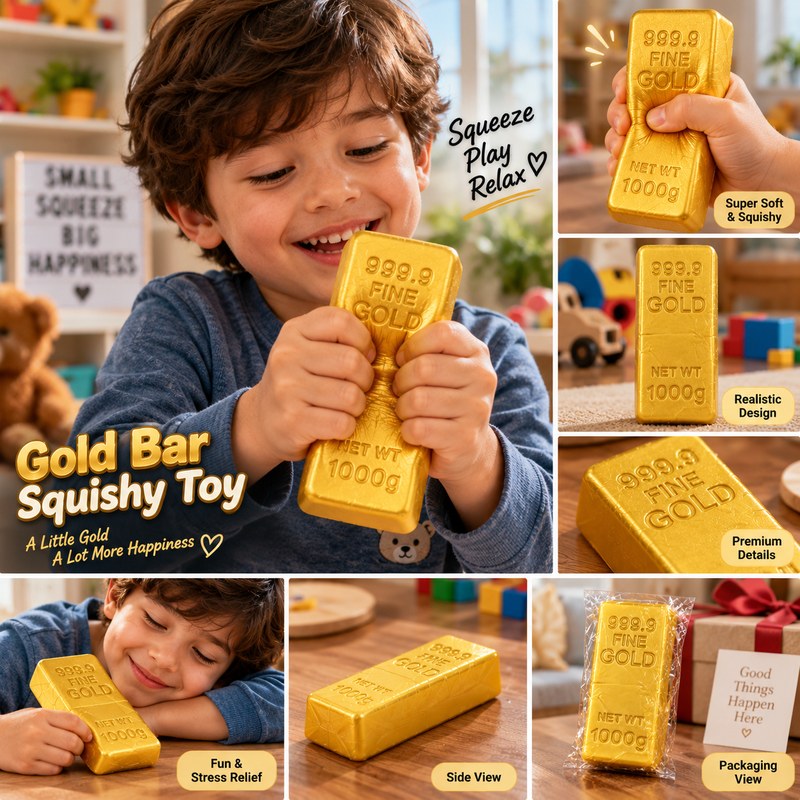 SMALL
SQUEEZE
BIG
HAPPINESS
♥
Squeeze
Play
Relax ♡
999.9
FINE
GOLD
NET WT
1000g
Gold Bar
Squishy Toy
A Little Gold
A Lot More Happiness ♡
999.9
FINE
GOLD
NET WT
1000g
Super Soft
& Squishy
999.9
FINE
GOLD
NET WT
1000g
Realistic
Design
999.9
FINE
GOLD
Premium
Details
999.9
FINE
GOLD
NET WT
1000g
Fun &
Stress Relief
999.9
FINE
GOLD
NET WT
1000g
Side View
999.9
FINE
GOLD
NET WT
1000g
Good
Things
Happen
Here
♡
Packaging
View